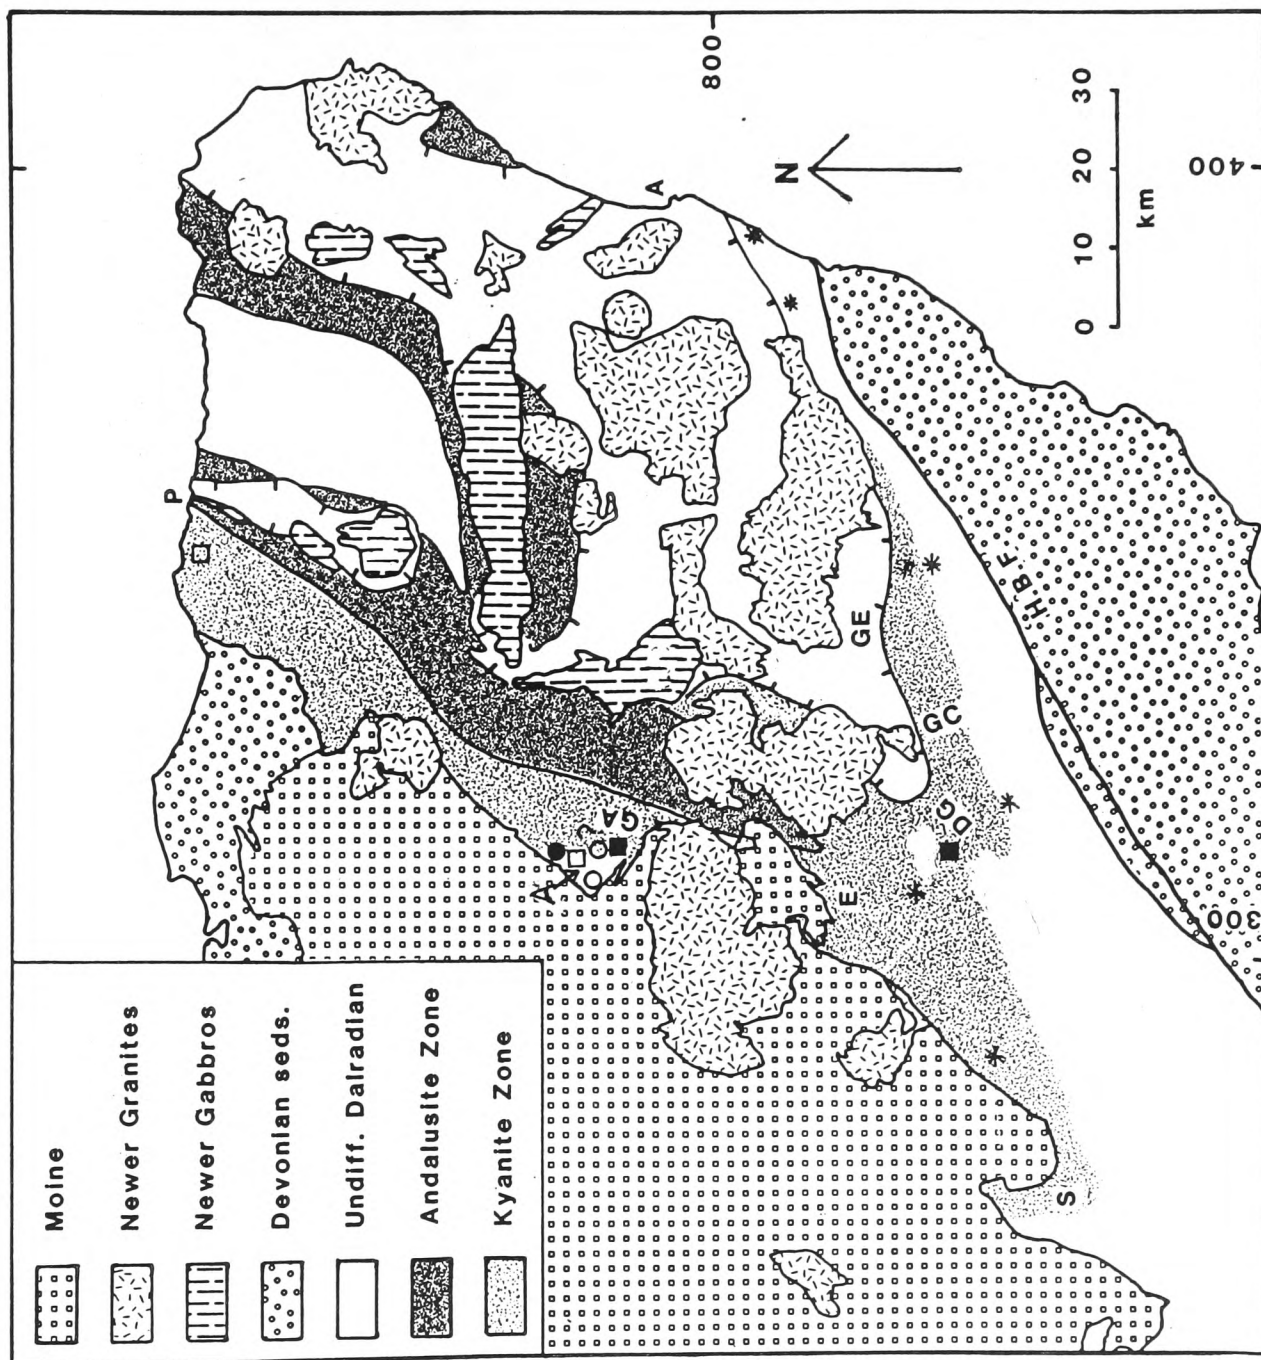 Moine
Newer Granites
Newer Gabbros
Devonian seds.
Undiff. Dalradian
Andalusite Zone
Kyanite Zone
P
A
A
GA
E
GE
GC
DG
S
HBF
N
800
400
300
0 10 20 30
km